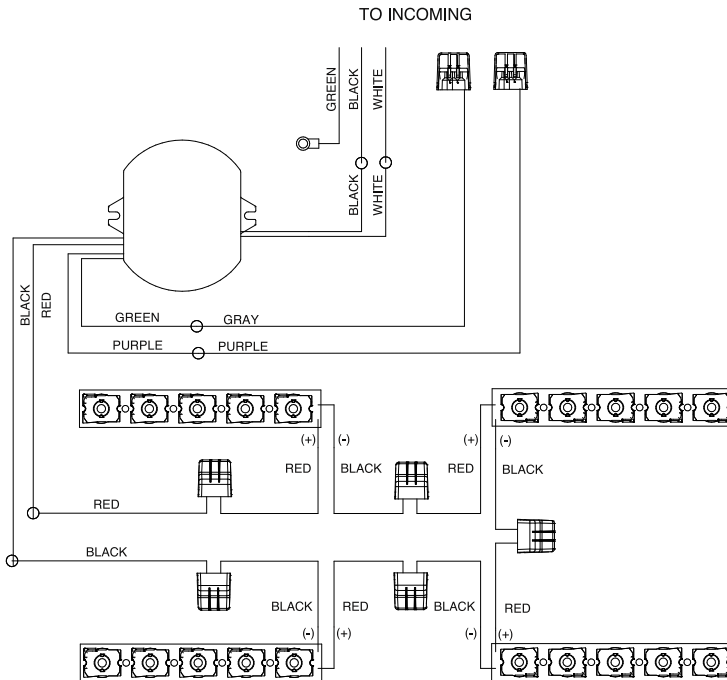 TO INCOMING
GREEN
BLACK
WHITE
BLACK
WHITE
BLACK
RED
GREEN GRAY
PURPLE PURPLE
(+) (-) (+) (-)
RED BLACK RED BLACK
RED
BLACK
BLACK RED BLACK RED
(-) (+) (-) (+)